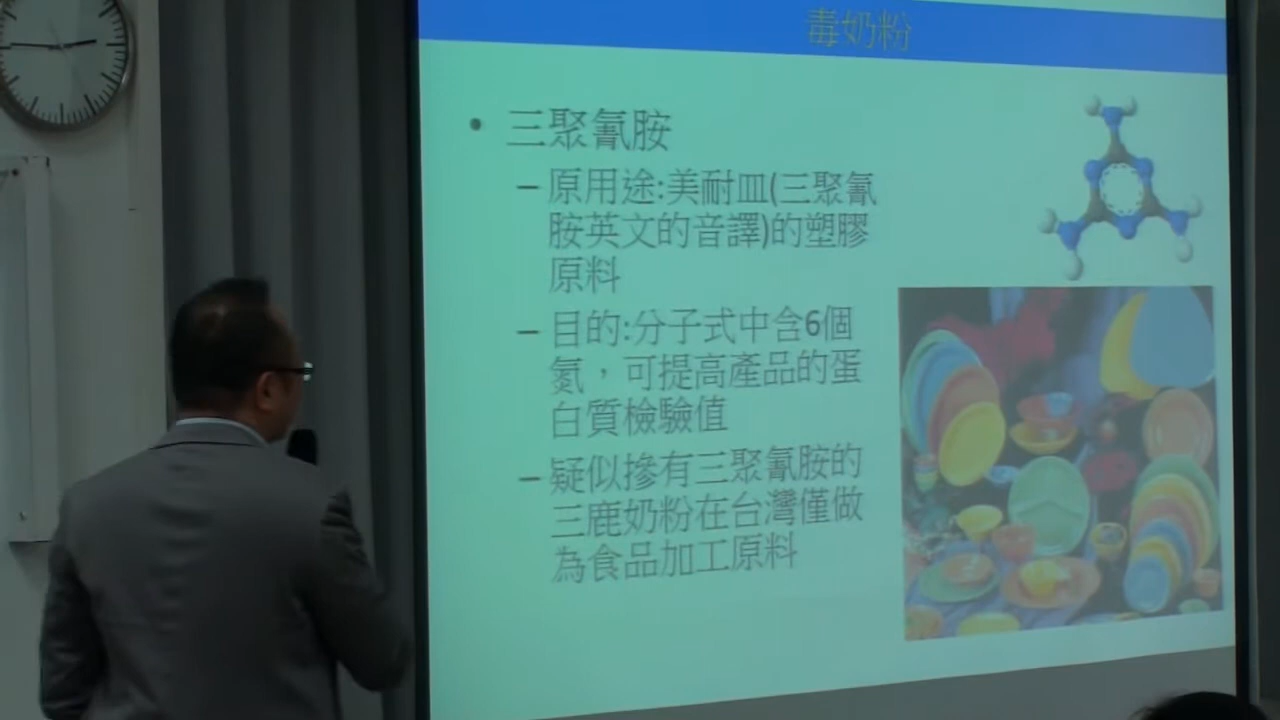 毒奶粉
• 三聚氰胺
– 原用途:美耐皿(三聚氰
胺英文的音譯)的塑膠
原料
– 目的:分子式中含6個
氮，可提高產品的蛋
白質檢驗值
– 疑似摻有三聚氰胺的
三鹿奶粉在台灣僅做
為食品加工原料